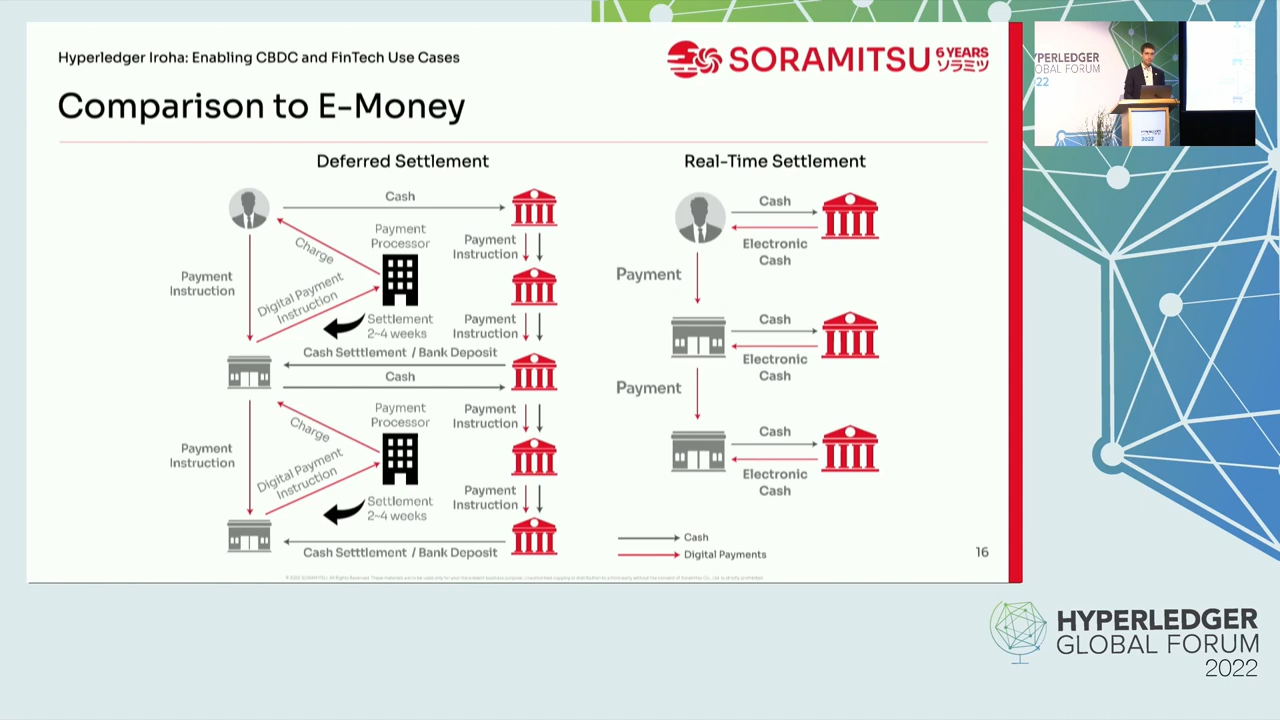 Hyperledger Iroha: Enabling CBDC and FinTech Use Cases
SORAMITSU
6 YEARS
ソラミツ
Comparison to E-Money
Deferred Settlement
Cash
Payment
Processor
Charge
Payment
Instruction
Payment
Instruction
Digital Payment
Instruction
Settlement
2-4 weeks
Payment
Instruction
Cash Setttlement / Bank Deposit
Cash
Payment
Processor
Charge
Payment
Instruction
Payment
Instruction
Digital Payment
Instruction
Settlement
2-4 weeks
Payment
Instruction
Cash Setttlement / Bank Deposit
Real-Time Settlement
Cash
Electronic
Cash
Payment
Cash
Electronic
Cash
Payment
Cash
Electronic
Cash
Cash
Digital Payments
16
HYPERLEDGER
GLOBAL FORUM
2022